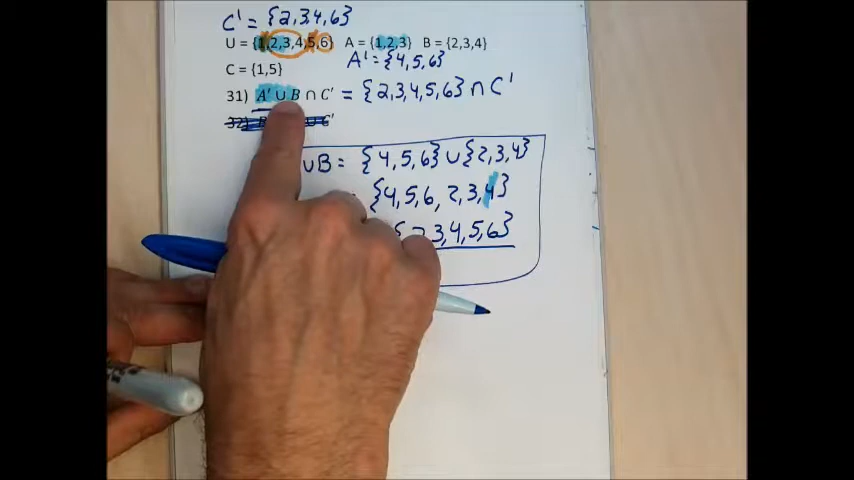 C' = {2,3,4,6}
U = {1,2,3,4,5,6} A = {1,2,3} B = {2,3,4}
A' = {4,5,6}
C = {1,5}
31) A' ∪ B ∩ C' = {2,3,4,5,6} ∩ C'
32) C'
∪B = {4,5,6} ∪ {2,3,4}
= {4,5,6,2,3,4}
{2,3,4,5,6}